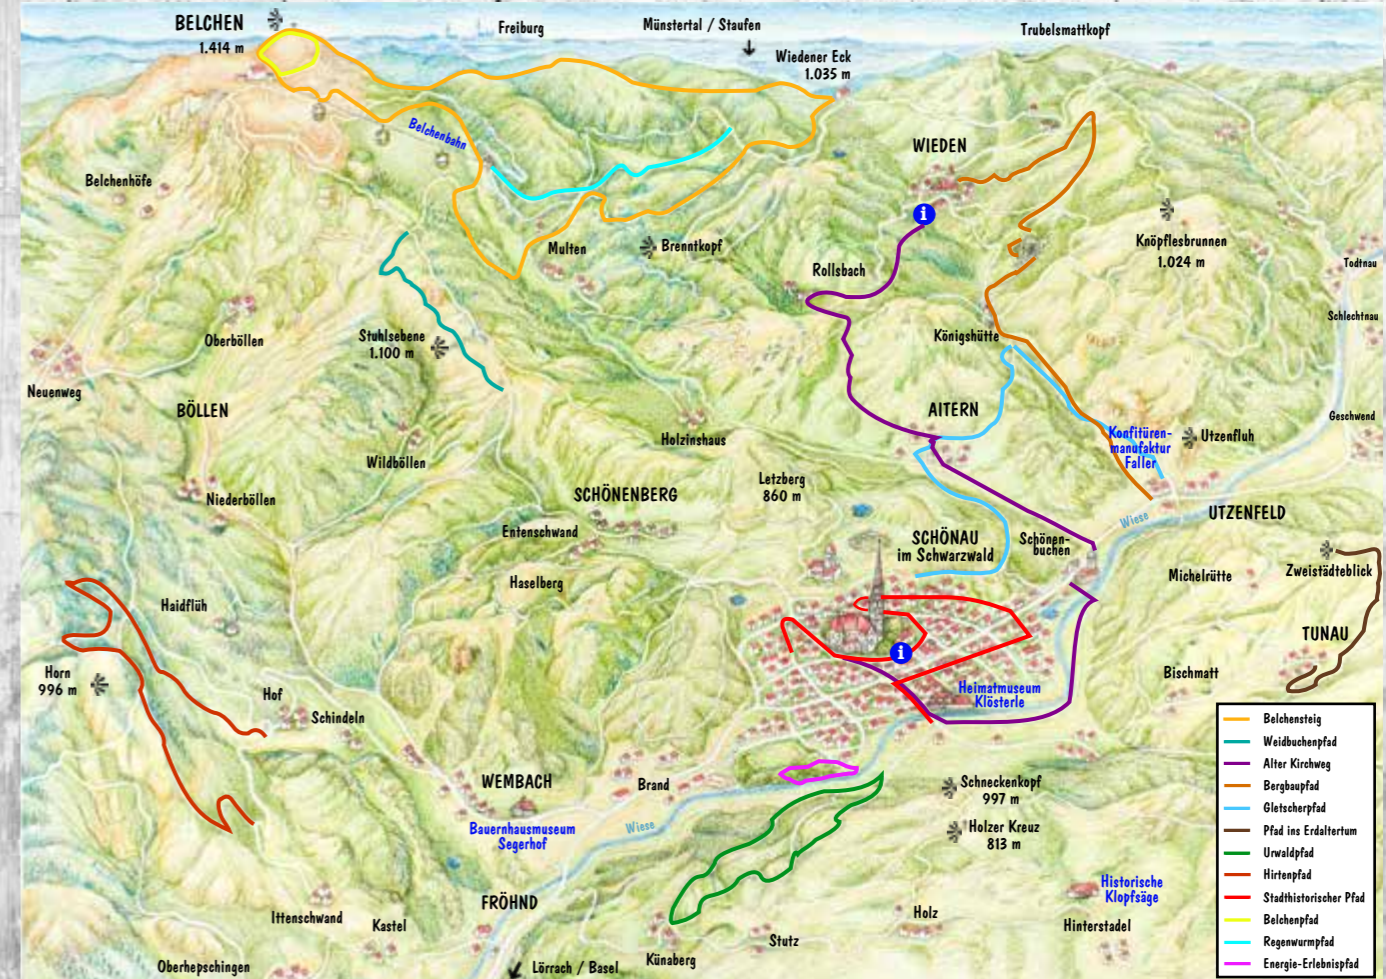 BELCHEN
1.414 m
Freiburg
Münstertal / Staufen
Trubelsmattkopf
Wiedener Eck
1.035 m
Belchenbahn
WIEDEN
Belchenhöfe
i
Multen
Brenntkopf
Knöpflesbrunnen
1.024 m
Rollsbach
Todtnau
Schlechtnau
Oberböllen
Stuhlsebene
1.100 m
Königshütte
Neuenweg
BÖLLEN
AITERN
Geschwend
Holzinshaus
Konfitüren-
manufaktur
Faller
Utzenfluh
Wildböllen
Niederböllen
SCHÖNENBERG
Letzberg
860 m
UTZENFELD
Wiese
Entenschwand
SCHÖNAU
im Schwarzwald
Schönen-
buchen
Haselberg
Michelrütte
Zweistädteblick
Haidflüh
TUNAU
i
Horn
996 m
Hof
Schindeln
Heimatmuseum
Klösterle
Bischmatt
WEMBACH
Brand
Schneckenkopf
997 m
Bauernhausmuseum
Segerhof
Wiese
Holzer Kreuz
813 m
Historische
Klopfsäge
FRÖHND
Ittenschwand
Kastel
Holz
Hinterstadel
Stutz
Künaberg
Oberhepschingen
Lörrach / Basel
Belchensteig
Weidbuchenpfad
Alter Kirchweg
Bergbaupfad
Gletscherpfad
Pfad ins Erdaltertum
Urwaldpfad
Hirtenpfad
Stadthistorischer Pfad
Belchenpfad
Regenwurmpfad
Energie-Erlebnispfad